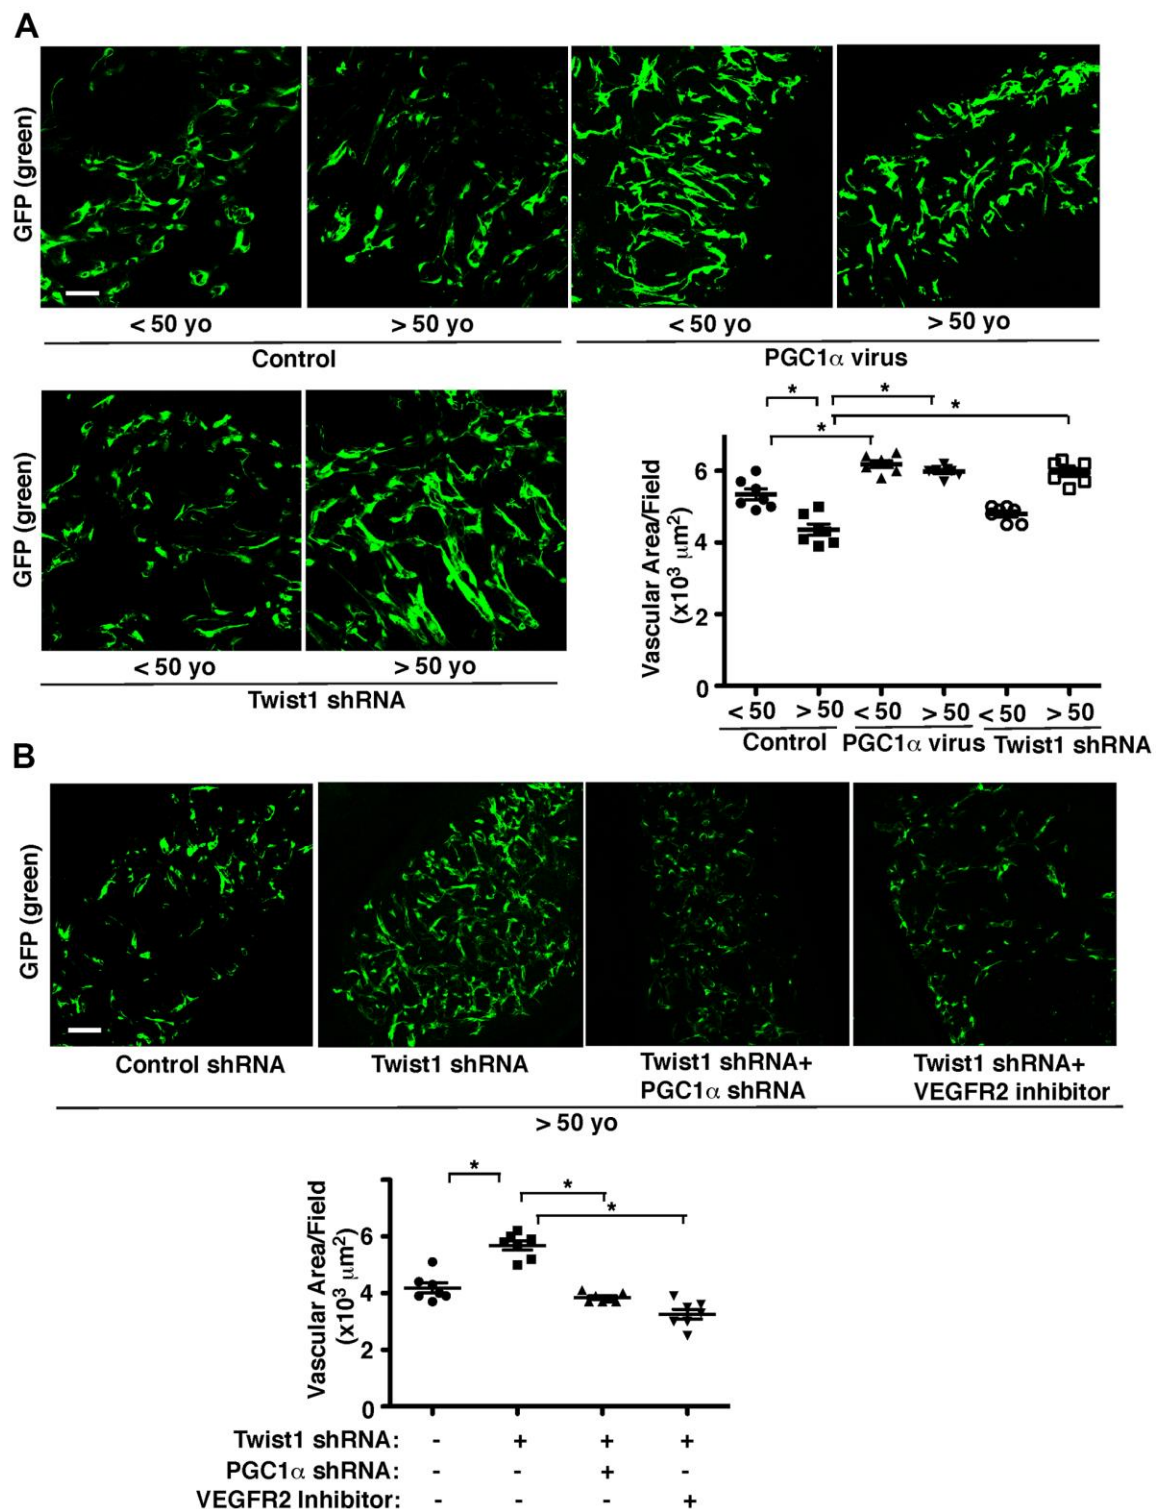 A
GFP (green)
< 50 yo
> 50 yo
< 50 yo
> 50 yo
Control
PGC1α virus
GFP (green)
< 50 yo
> 50 yo
Twist1 shRNA
* *
*
*
Vascular Area/Field
(x10³ µm²)
6
4
2
0
< 50 > 50 < 50 > 50 < 50 > 50
Control PGC1α virus Twist1 shRNA
B
GFP (green)
Control shRNA
Twist1 shRNA
Twist1 shRNA+
PGC1α shRNA
Twist1 shRNA+
VEGFR2 inhibitor
> 50 yo
*
*
*
Vascular Area/Field
(x10³ µm²)
6
4
2
0
Twist1 shRNA: - + + +
PGC1α shRNA: - - + -
VEGFR2 Inhibitor: - - - +